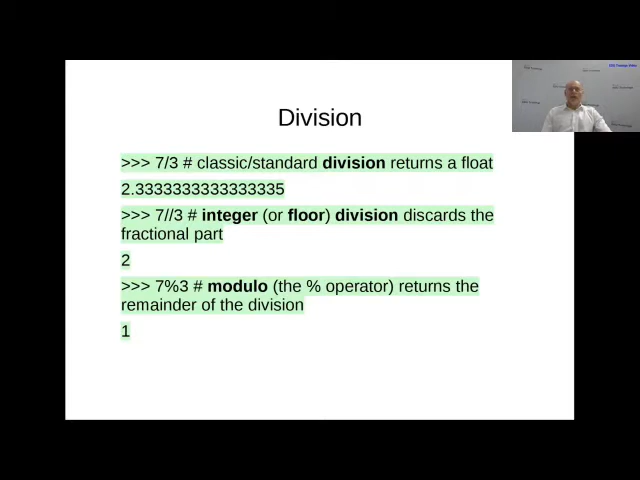 Division
>>> 7/3 # classic/standard division returns a float
2.3333333333333335
>>> 7//3 # integer (or floor) division discards the
fractional part
2
>>> 7%3 # modulo (the % operator) returns the
remainder of the division
1